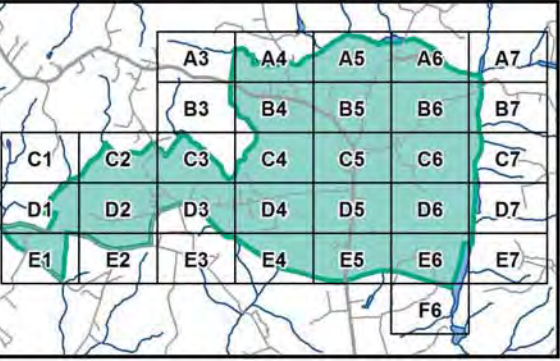 A3 A4 A5 A6 A7
B3 B4 B5 B6 B7
C1 C2 C3 C4 C5 C6 C7
D1 D2 D3 D4 D5 D6 D7
E1 E2 E3 E4 E5 E6 E7
F6